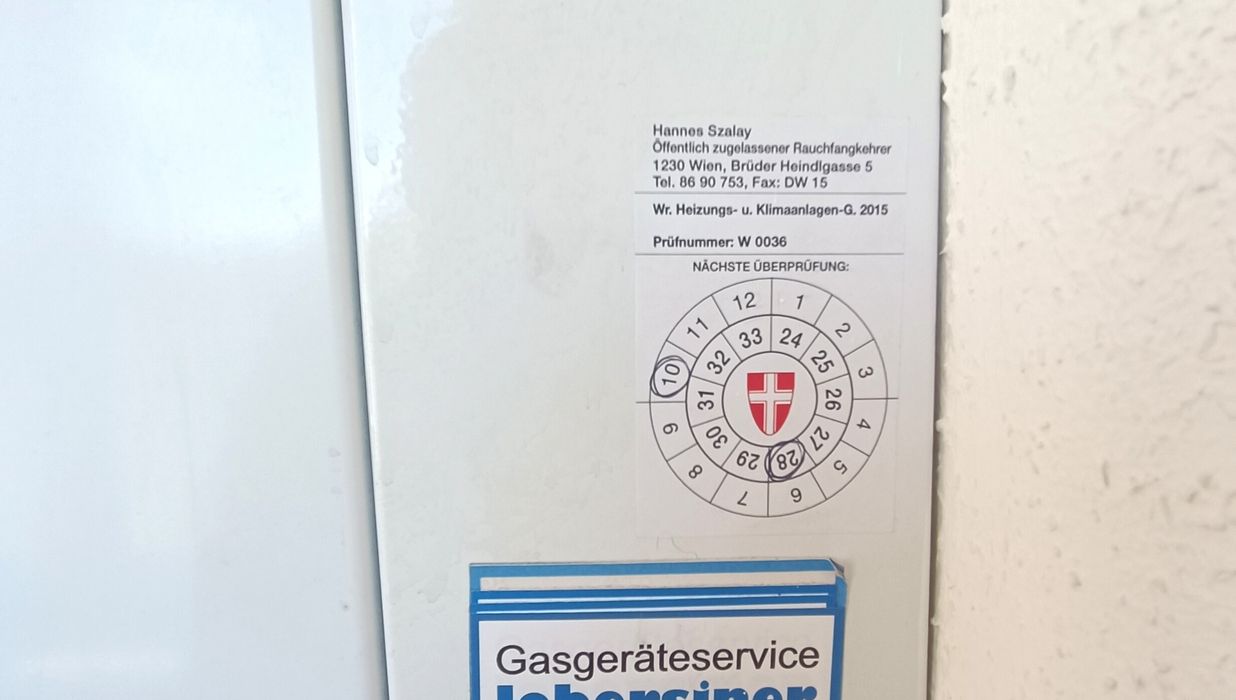 Hannes Szalay
Öffentlich zugelassener Rauchfangkehrer
1230 Wien, Brüder Heindlgasse 5
Tel. 86 90 753, Fax: DW 15
Wr. Heizungs- u. Klimaanlagen-G. 2015
Prüfnummer: W 0036
NÄCHSTE ÜBERPRÜFUNG:
1 2 3 4 5 6 7 8 9 10 11 12
24 25 26 27 28 29 30 31 32 33
Gasgeräteservice